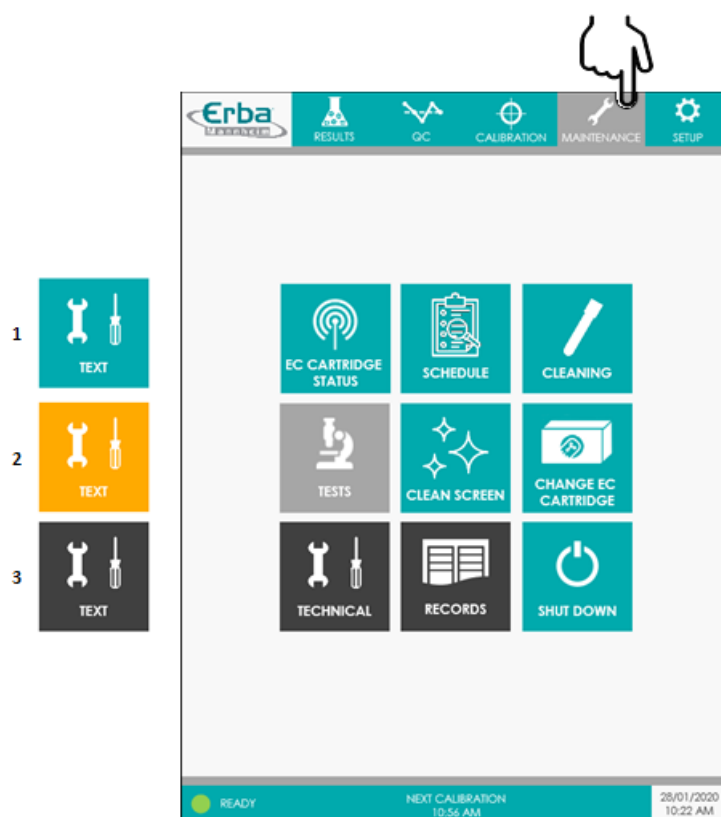 Erba
Mannheim
RESULTS
QC
CALIBRATION
MAINTENANCE
SETUP
1
TEXT
2
TEXT
3
TEXT
EC CARTRIDGE
STATUS
SCHEDULE
CLEANING
TESTS
CLEAN SCREEN
CHANGE EC
CARTRIDGE
TECHNICAL
RECORDS
SHUT DOWN
READY
NEXT CALIBRATION
10:56 AM
28/01/2020
10:22 AM